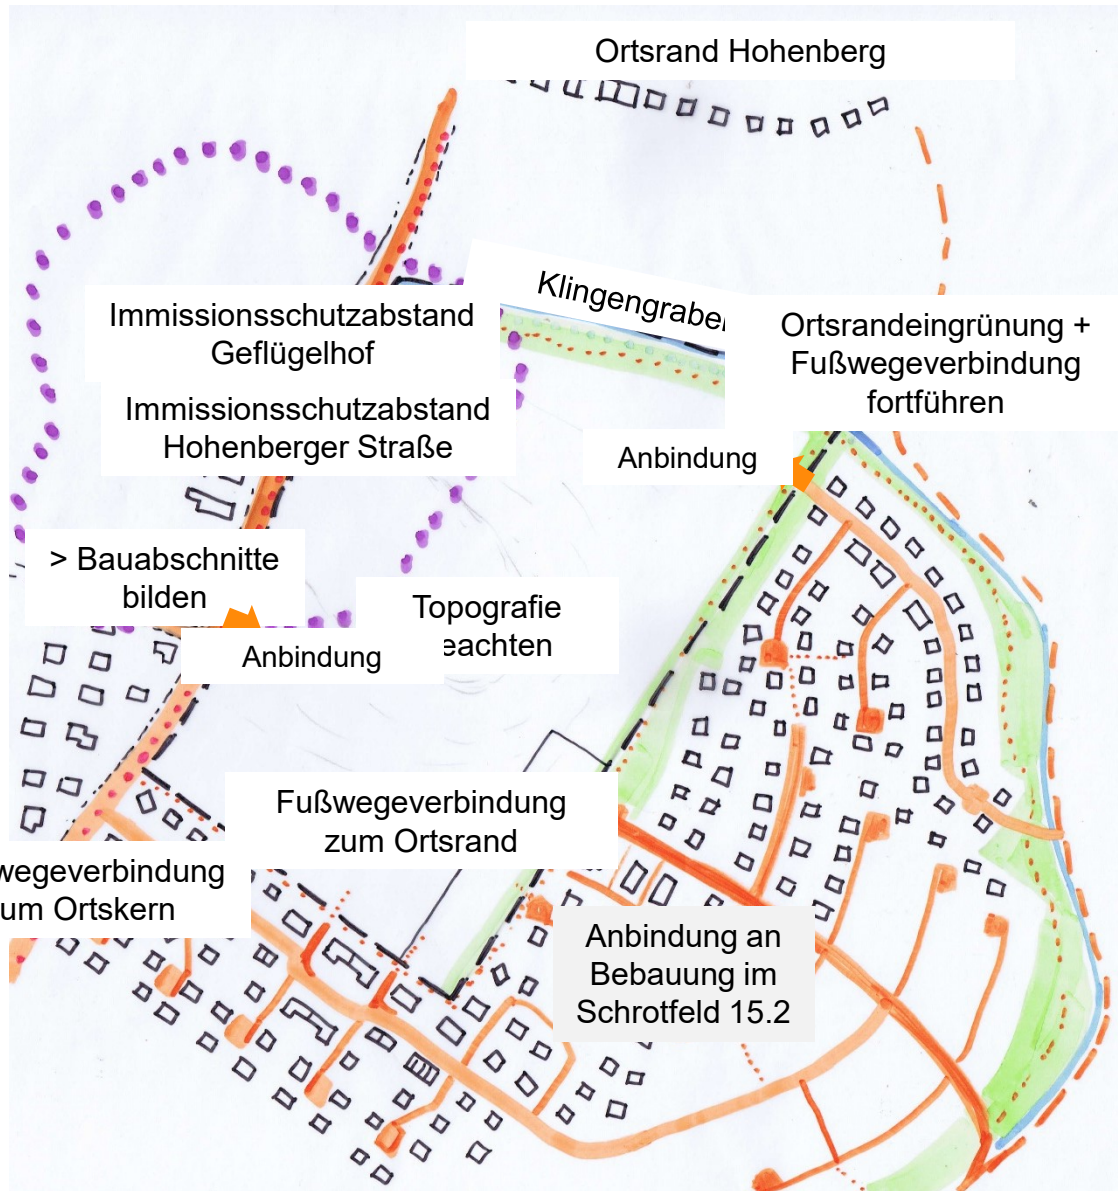 Ortsrand Hohenberg
Klingengrabe
Immissionsschutzabstand
Geflügelhof
Ortsrandeingrünung +
Fußwegeverbindung
fortführen
Immissionsschutzabstand
Hohenberger Straße
Anbindung
> Bauabschnitte
bilden
Topografie
eachten
Anbindung
Fußwegeverbindung
zum Ortsrand
wegeverbindung
um Ortskern
Anbindung an
Bebauung im
Schrotfeld 15.2